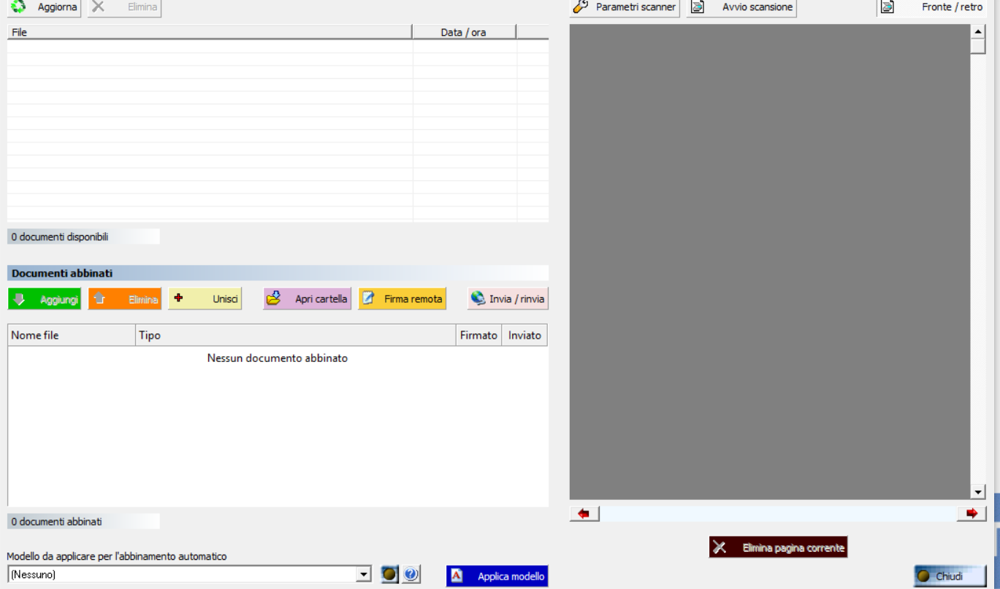 Aggiorna
Elimina
Parametri scanner
Avvio scansione
Fronte / retro
File
Data / ora
0 documenti disponibili
Documenti abbinati
Aggiungi
Elimina
Unisci
Apri cartella
Firma remota
Invia / rinvia
Nome file
Tipo
Firmato
Inviato
Nessun documento abbinato
0 documenti abbinati
Elimina pagina corrente
Modello da applicare per l'abbinamento automatico
(Nessuno)
Applica modello
Chiudi